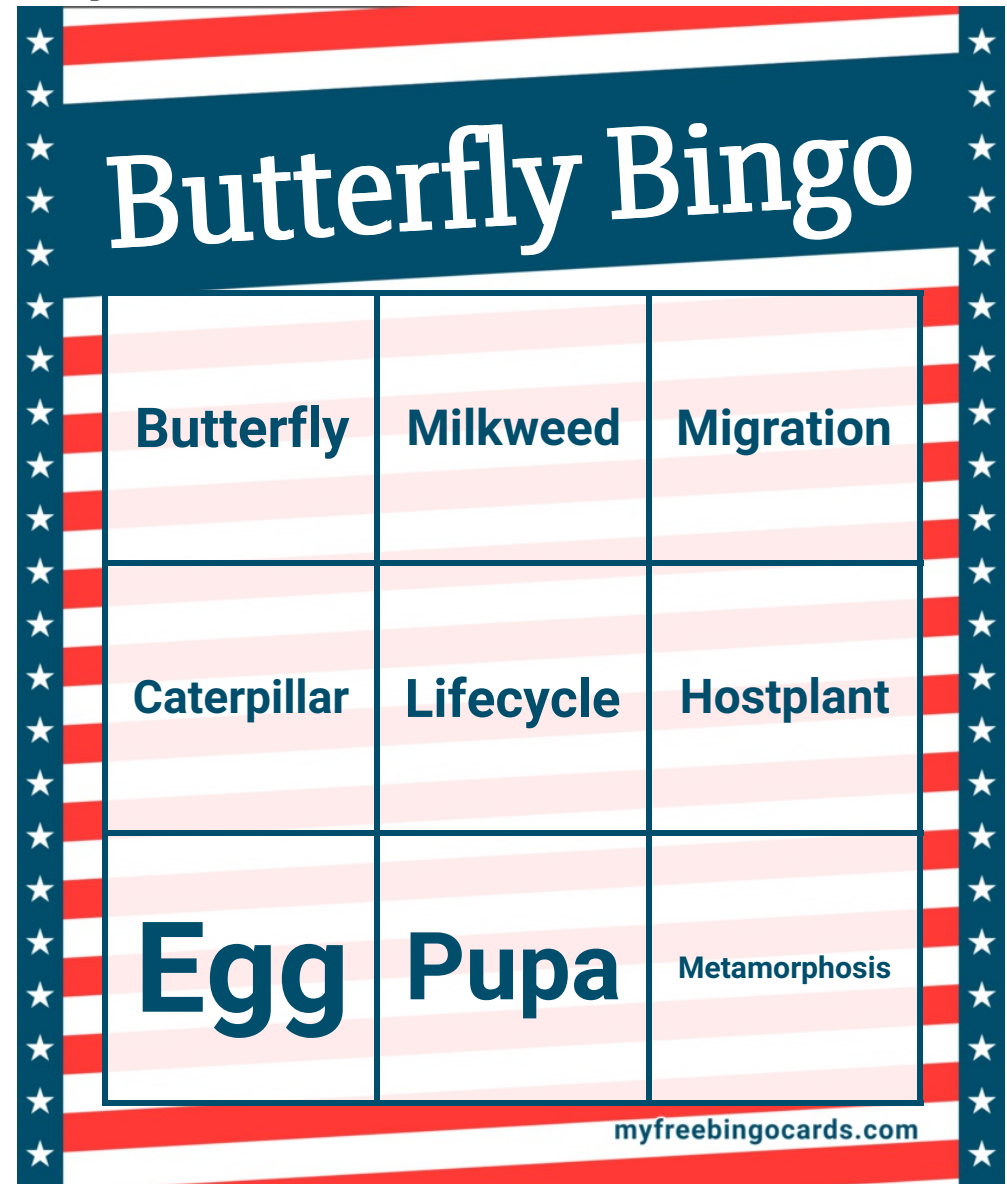 Butterfly Bingo
Butterfly Milkweed Migration
Caterpillar Lifecycle Hostplant
Egg Pupa Metamorphosis
myfreebingocards.com